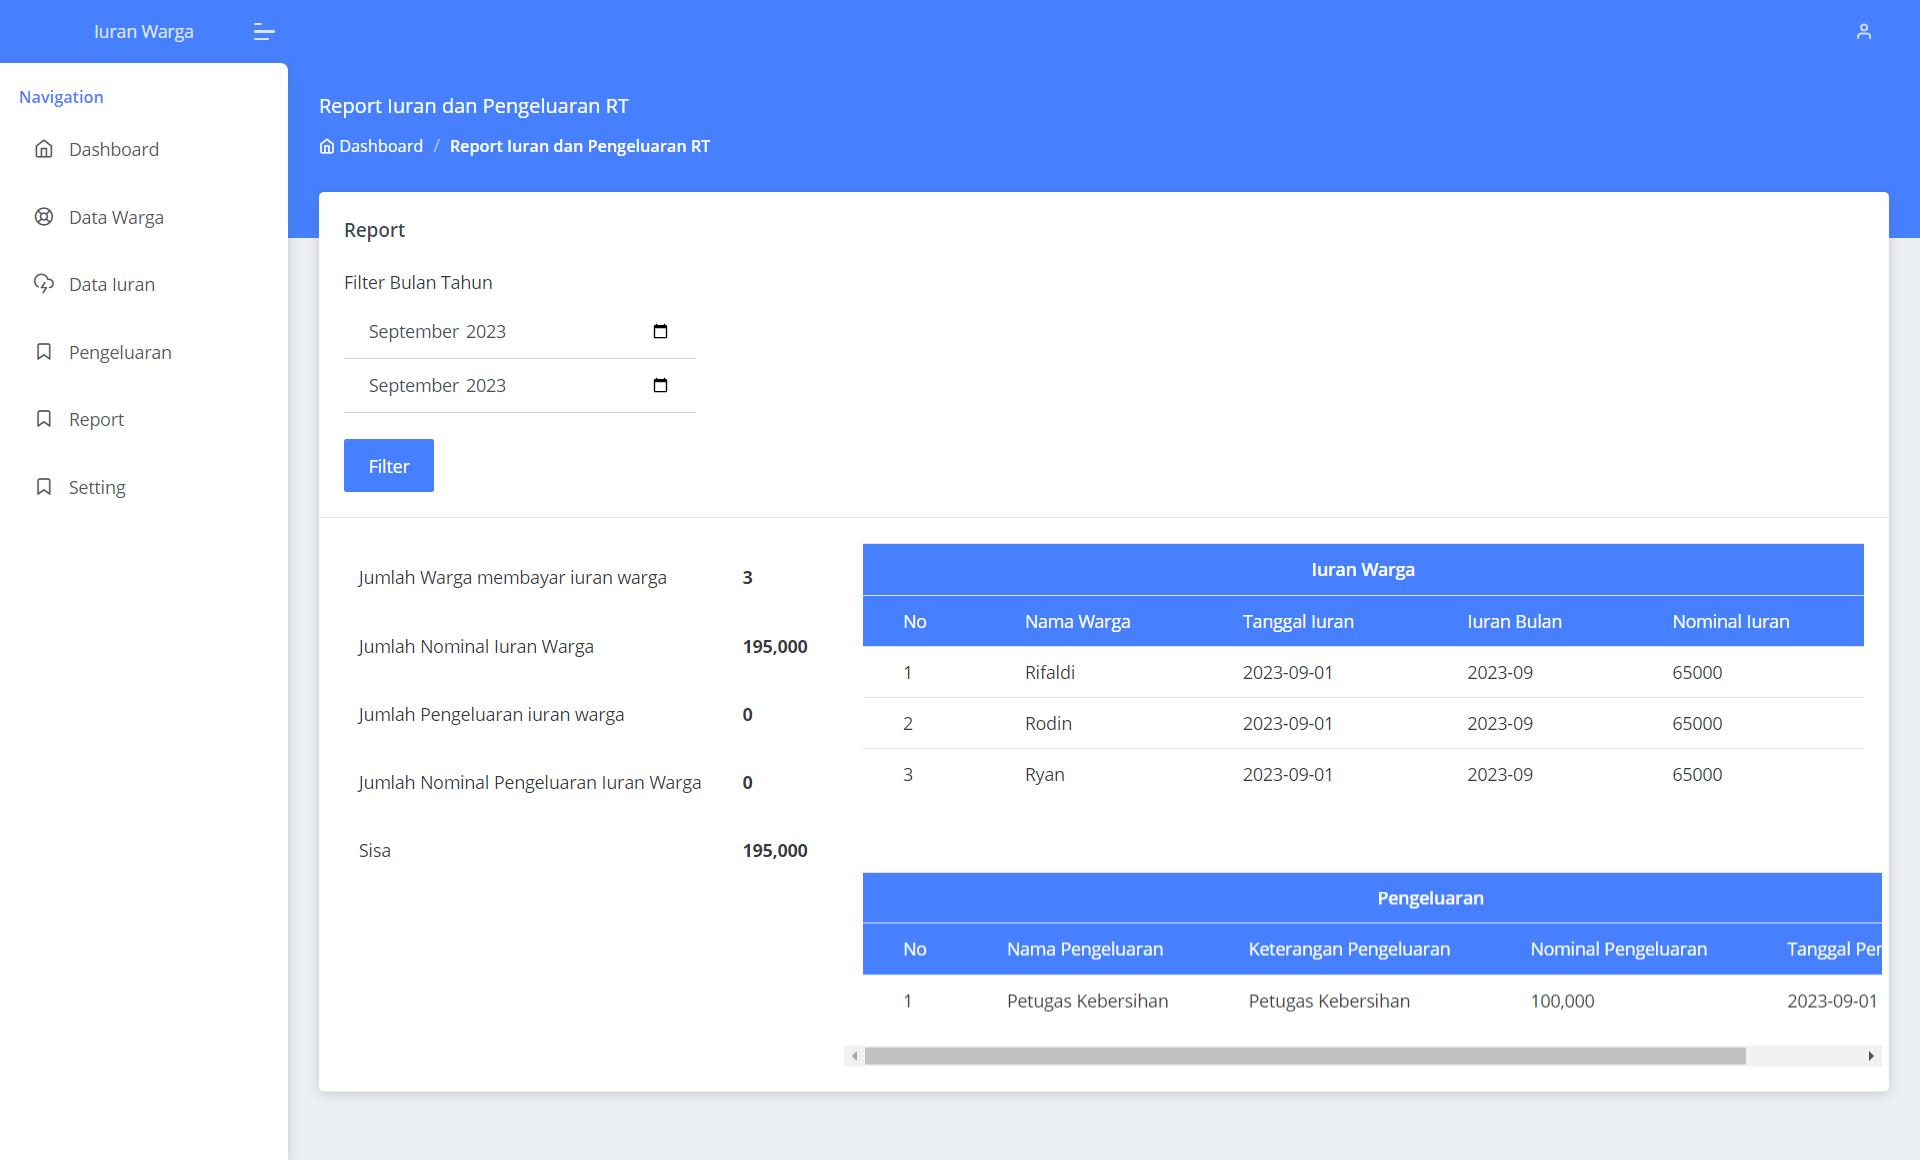 Iuran Warga
Navigation
Dashboard
Data Warga
Data Iuran
Pengeluaran
Report
Setting
Report Iuran dan Pengeluaran RT
Dashboard / Report Iuran dan Pengeluaran RT
Report
Filter Bulan Tahun
September 2023
September 2023
Filter
Jumlah Warga membayar iuran warga 3
Jumlah Nominal Iuran Warga 195,000
Jumlah Pengeluaran iuran warga 0
Jumlah Nominal Pengeluaran Iuran Warga 0
Sisa 195,000
Iuran Warga
No Nama Warga Tanggal Iuran Iuran Bulan Nominal Iuran
1 Rifaldi 2023-09-01 2023-09 65000
2 Rodin 2023-09-01 2023-09 65000
3 Ryan 2023-09-01 2023-09 65000
Pengeluaran
No Nama Pengeluaran Keterangan Pengeluaran Nominal Pengeluaran Tanggal Per
1 Petugas Kebersihan Petugas Kebersihan 100,000 2023-09-01